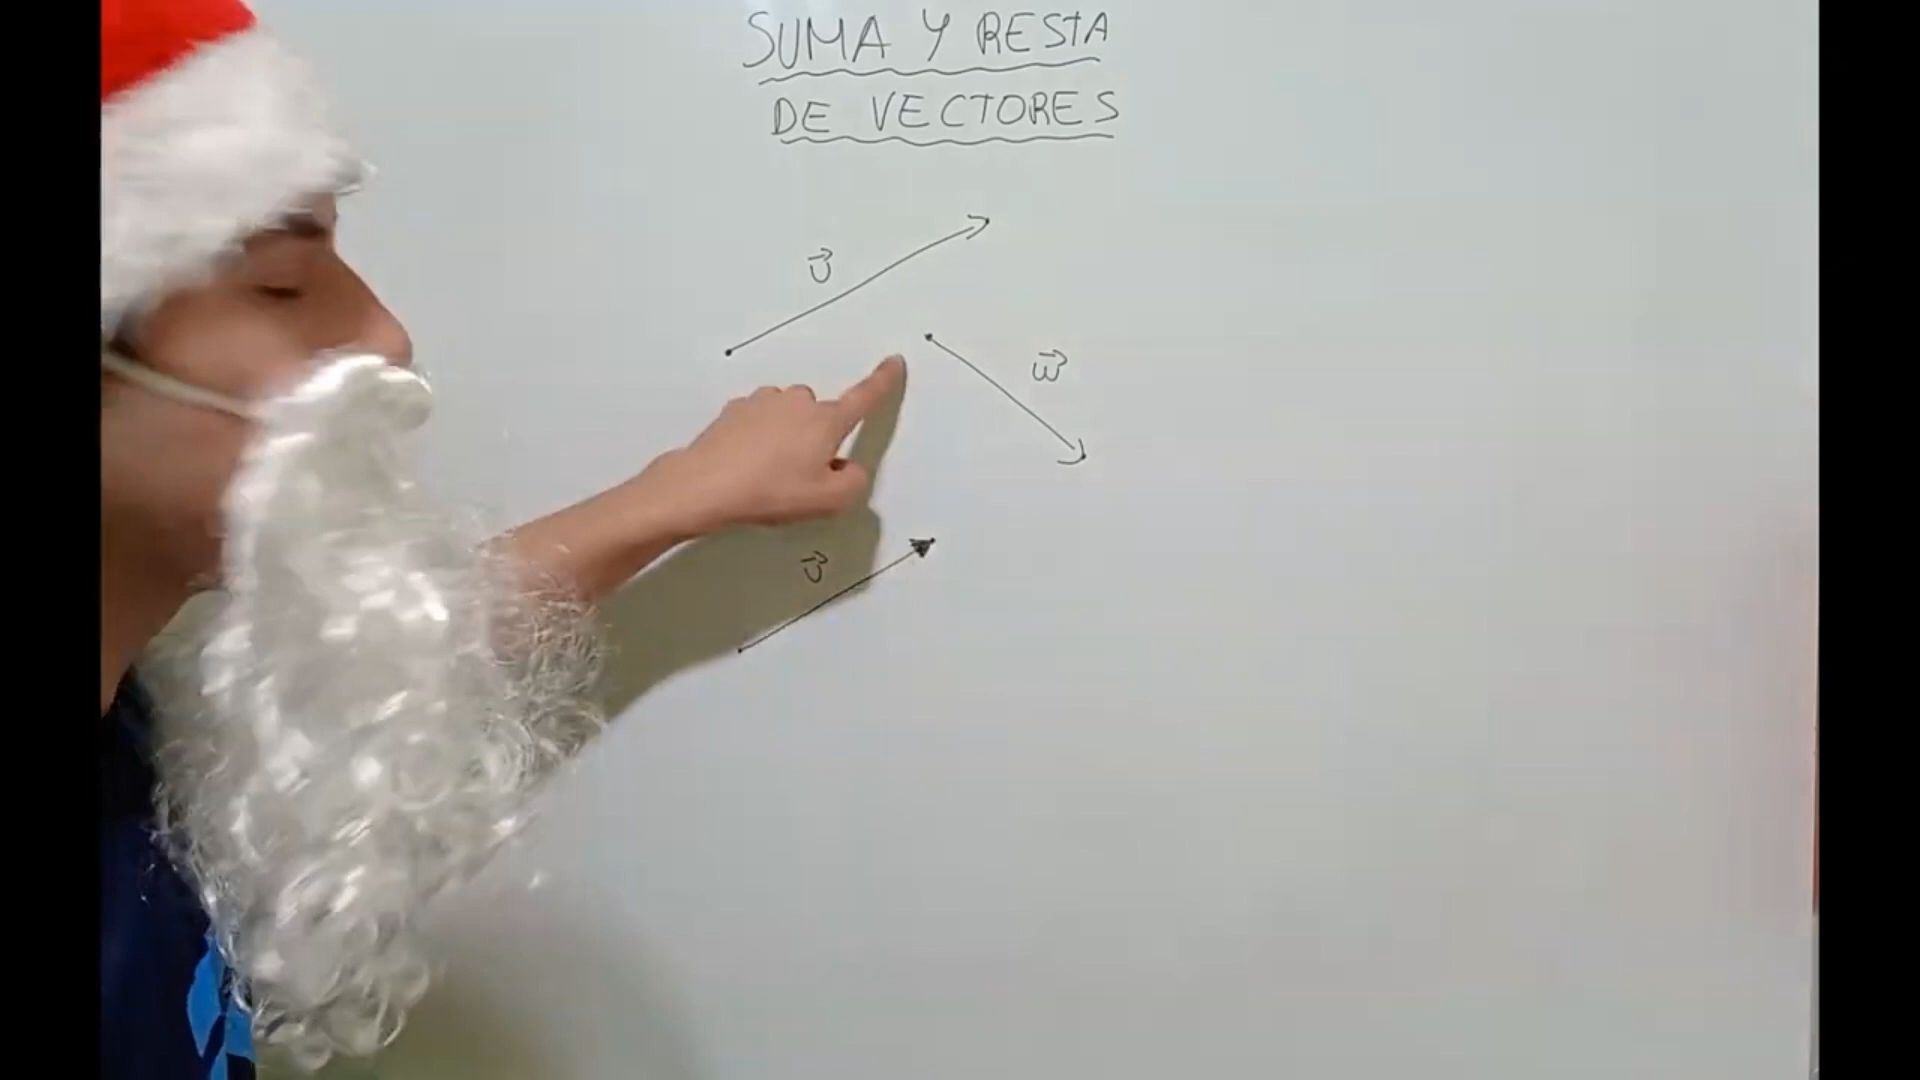 SUMA Y RESTA
DE VECTORES
v⃗
w⃗
v⃗